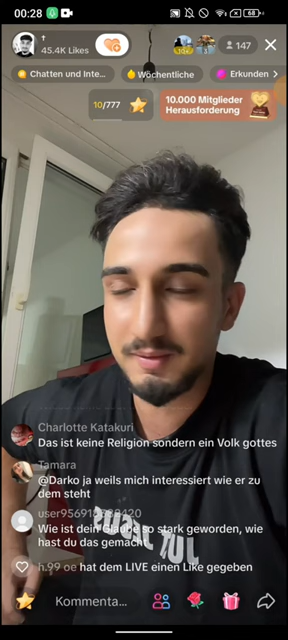 00:28
68
†
45.4K Likes
147
Chatten und Inte...
Wöchentliche
Erkunden
10/777
10.000 Mitglieder
Herausforderung
Charlotte Katakuri
Das ist keine Religion sondern ein Volk gottes
Tamara
@Darko ja weils mich interessiert wie er zu
dem steht
Wie ist dein Glaube so stark geworden, wie
hast du das gemacht
h.99 oe hat dem LIVE einen Like gegeben
Kommenta...